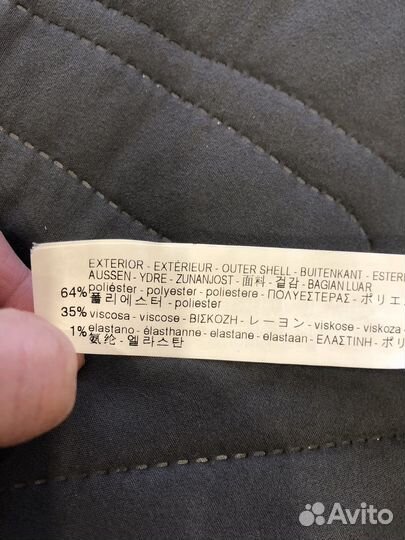 EXTERIOR - EXTÉRIEUR - OUTER SHELL - BUITENKANT - ESTERI
AUSSEN - YDRE - ZUNANJOST - 面料 - 겉감 - BAGIAN LUAR
64% poliéster - polyester - poliestere - ΠΟΛΥΕΣΤΕΡΑΣ - ポリエ
폴리에스터 - poliester
35% viscosa - viscose - ΒΙΣΚΟΖΗ - レーヨン - viskose - viskoza
1% elastano - élasthanne - elastane - elastaan - ΕΛΑΣΤΙΝΗ - ポリ
氨纶 - 엘라스탄
Avito